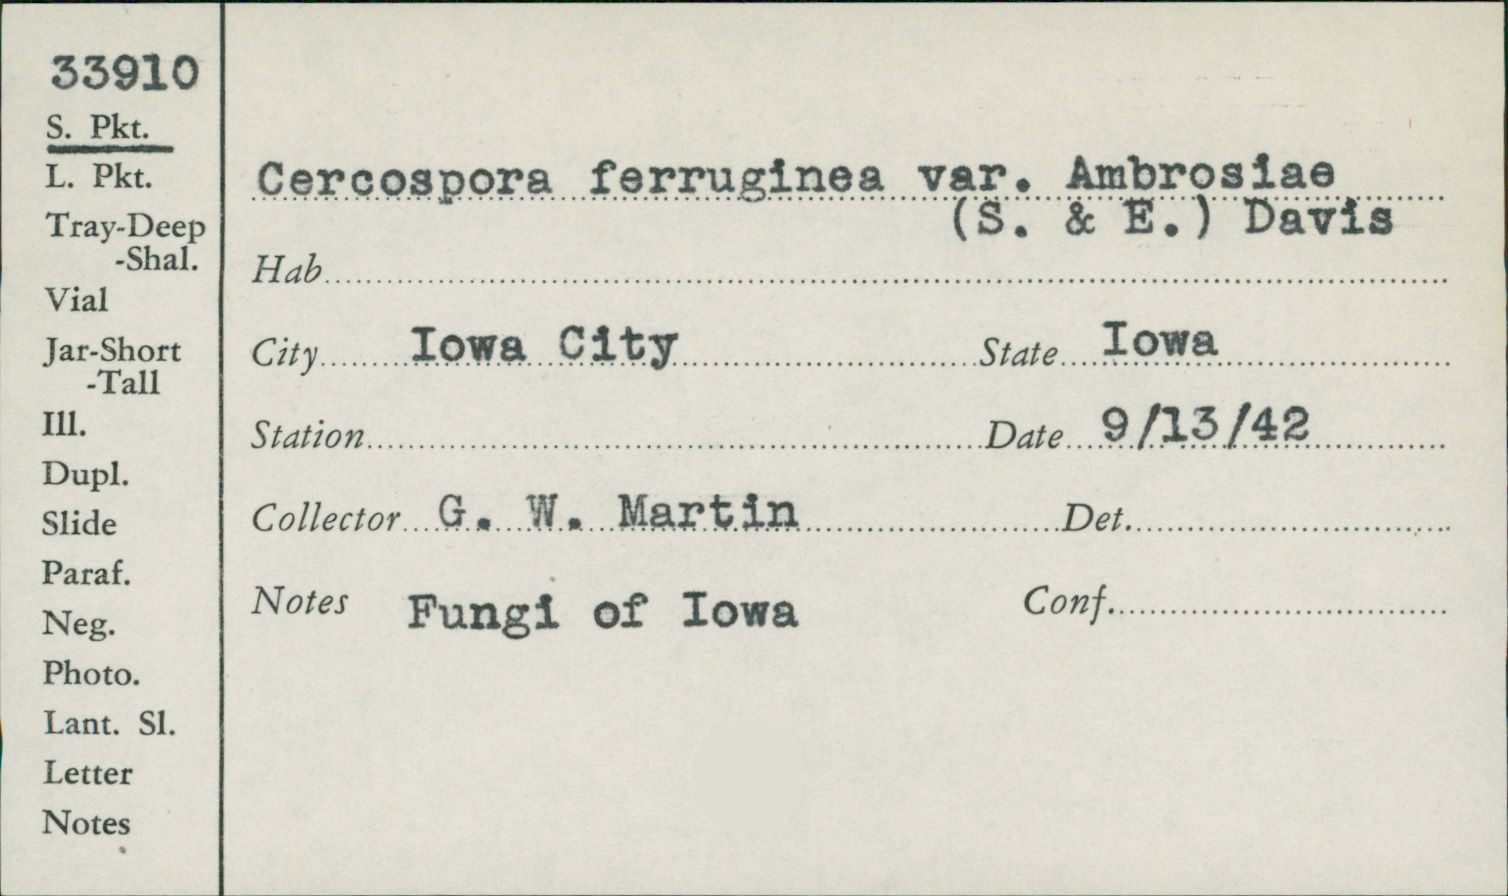 33910
S. Pkt.
L. Pkt.
Tray-Deep
-Shal.
Vial
Jar-Short
-Tall
Ill.
Dupl.
Slide
Paraf.
Neg.
Photo.
Lant. Sl.
Letter
Notes
Cercospora ferruginea var. Ambrosiae
(S. & E.) Davis
Hab
City Iowa City State Iowa
Station Date 9/13/42
Collector G. W. Martin Det.
Notes Fungi of Iowa Conf.